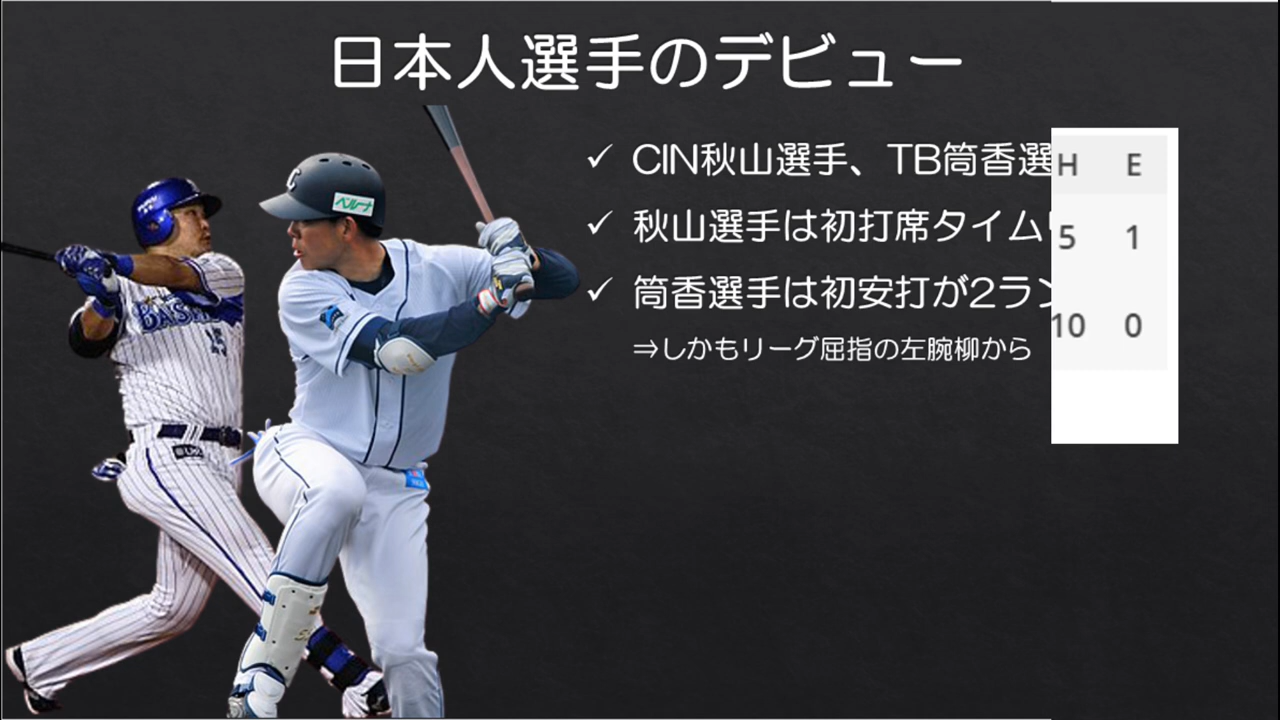 日本人選手のデビュー
CIN秋山選手、TB筒香選
秋山選手は初打席タイム
筒香選手は初安打が2ラン
⇒しかもリーグ屈指の左腕柳から
H E
5 1
10 0
ベルーナ
C
15